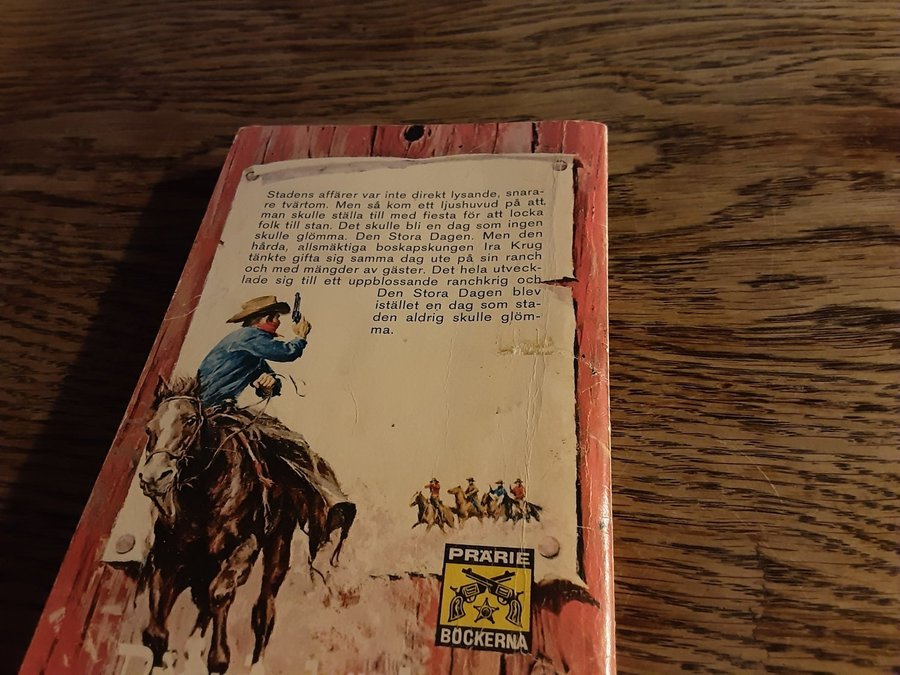 Stadens affärer var inte direkt lysande, snara-
re tvärtom. Men så kom ett ljushuvud på att
man skulle ställa till med fiesta för att locka
folk till stan. Det skulle bli en dag som ingen
skulle glömma. Den Stora Dagen. Men den
hårda, allsmäktiga boskapskungen Ira Krug
tänkte gifta sig samma dag ute på sin ranch
och med mängder av gäster. Det hela utveck-
lade sig till ett uppblossande ranchkrig och
Den Stora Dagen blev
istället en dag som sta-
den aldrig skulle glöm-
ma.
PRÄRIE
BÖCKERNA